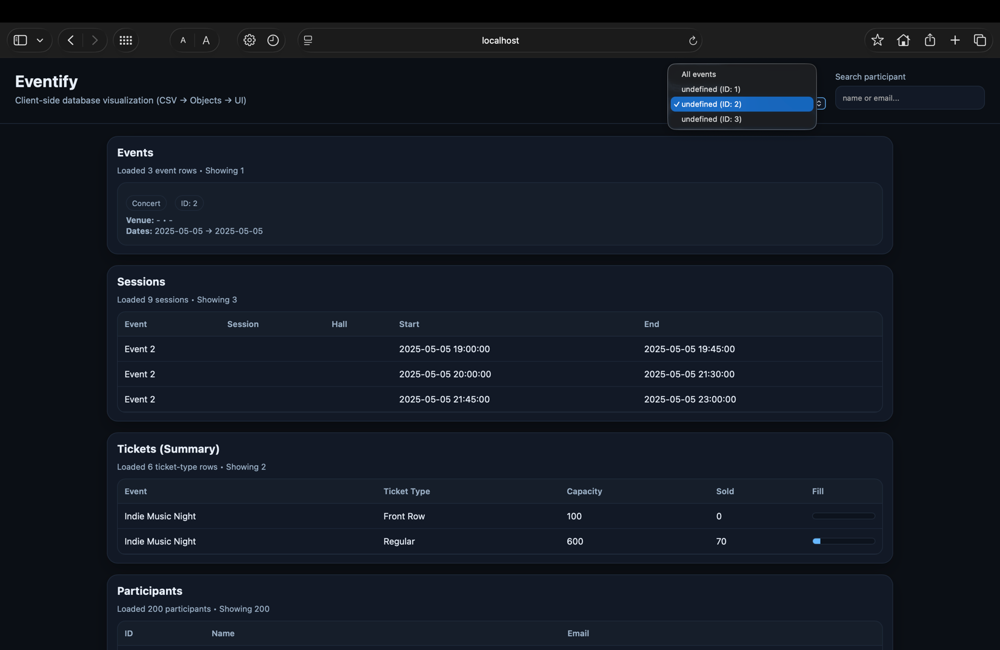 A A
localhost
Eventify
Client-side database visualization (CSV → Objects → UI)
All events
undefined (ID: 1)
✓ undefined (ID: 2)
undefined (ID: 3)
Search participant
name or email...
Events
Loaded 3 event rows • Showing 1
Concert ID: 2
Venue: - • -
Dates: 2025-05-05 → 2025-05-05
Sessions
Loaded 9 sessions • Showing 3
Event Session Hall Start End
Event 2 2025-05-05 19:00:00 2025-05-05 19:45:00
Event 2 2025-05-05 20:00:00 2025-05-05 21:30:00
Event 2 2025-05-05 21:45:00 2025-05-05 23:00:00
Tickets (Summary)
Loaded 6 ticket-type rows • Showing 2
Event Ticket Type Capacity Sold Fill
Indie Music Night Front Row 100 0
Indie Music Night Regular 600 70
Participants
Loaded 200 participants • Showing 200
ID Name Email